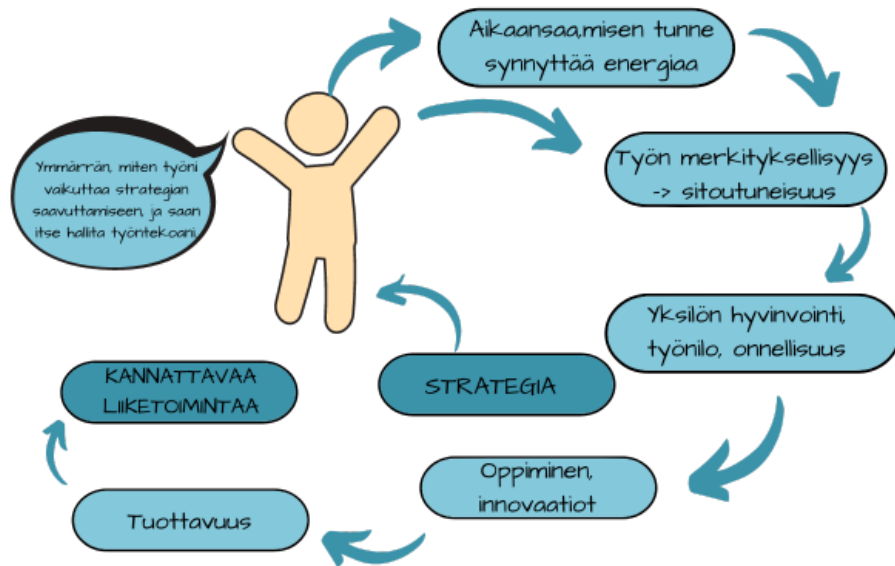 Aikaansaa,misen tunne
synnyttää energiaa
Ymmärrän, miten työni
vaikuttaa strategian
saavuttamiseen, ja saan
itse hallita työntekoani.
Työn merkityksellisyys
-> sitoutuneisuus
Yksilön hyvinvointi,
työnilo, onnellisuus
KANNATTAVAA
LIIKETOIMINTAA
STRATEGIA
Oppiminen,
innovaatiot
Tuottavuus